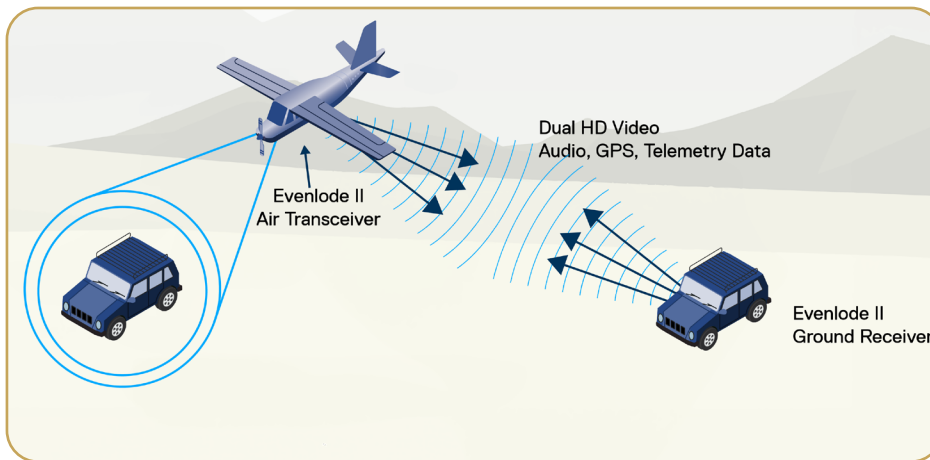 Dual HD Video
Audio, GPS, Telemetry Data
Evenlode II
Air Transceiver
Evenlode II
Ground Receiver